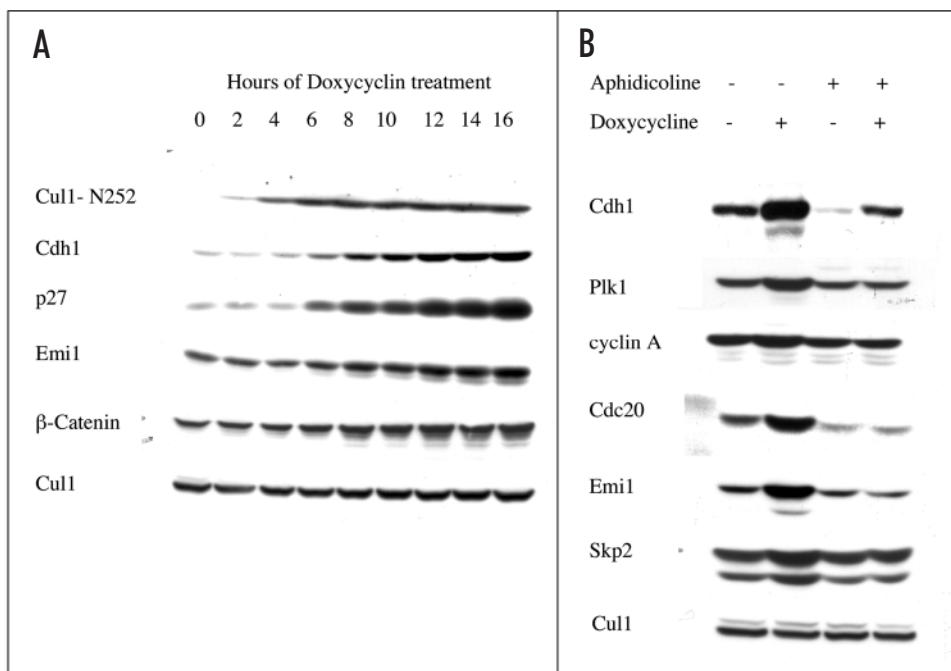 A
Hours of Doxycyclin treatment
0 2 4 6 8 10 12 14 16
Cul1- N252
Cdh1
p27
Emi1
β-Catenin
Cul1
B
Aphidicoline - - + +
Doxycycline - + - +
Cdh1
Plk1
cyclin A
Cdc20
Emi1
Skp2
Cul1